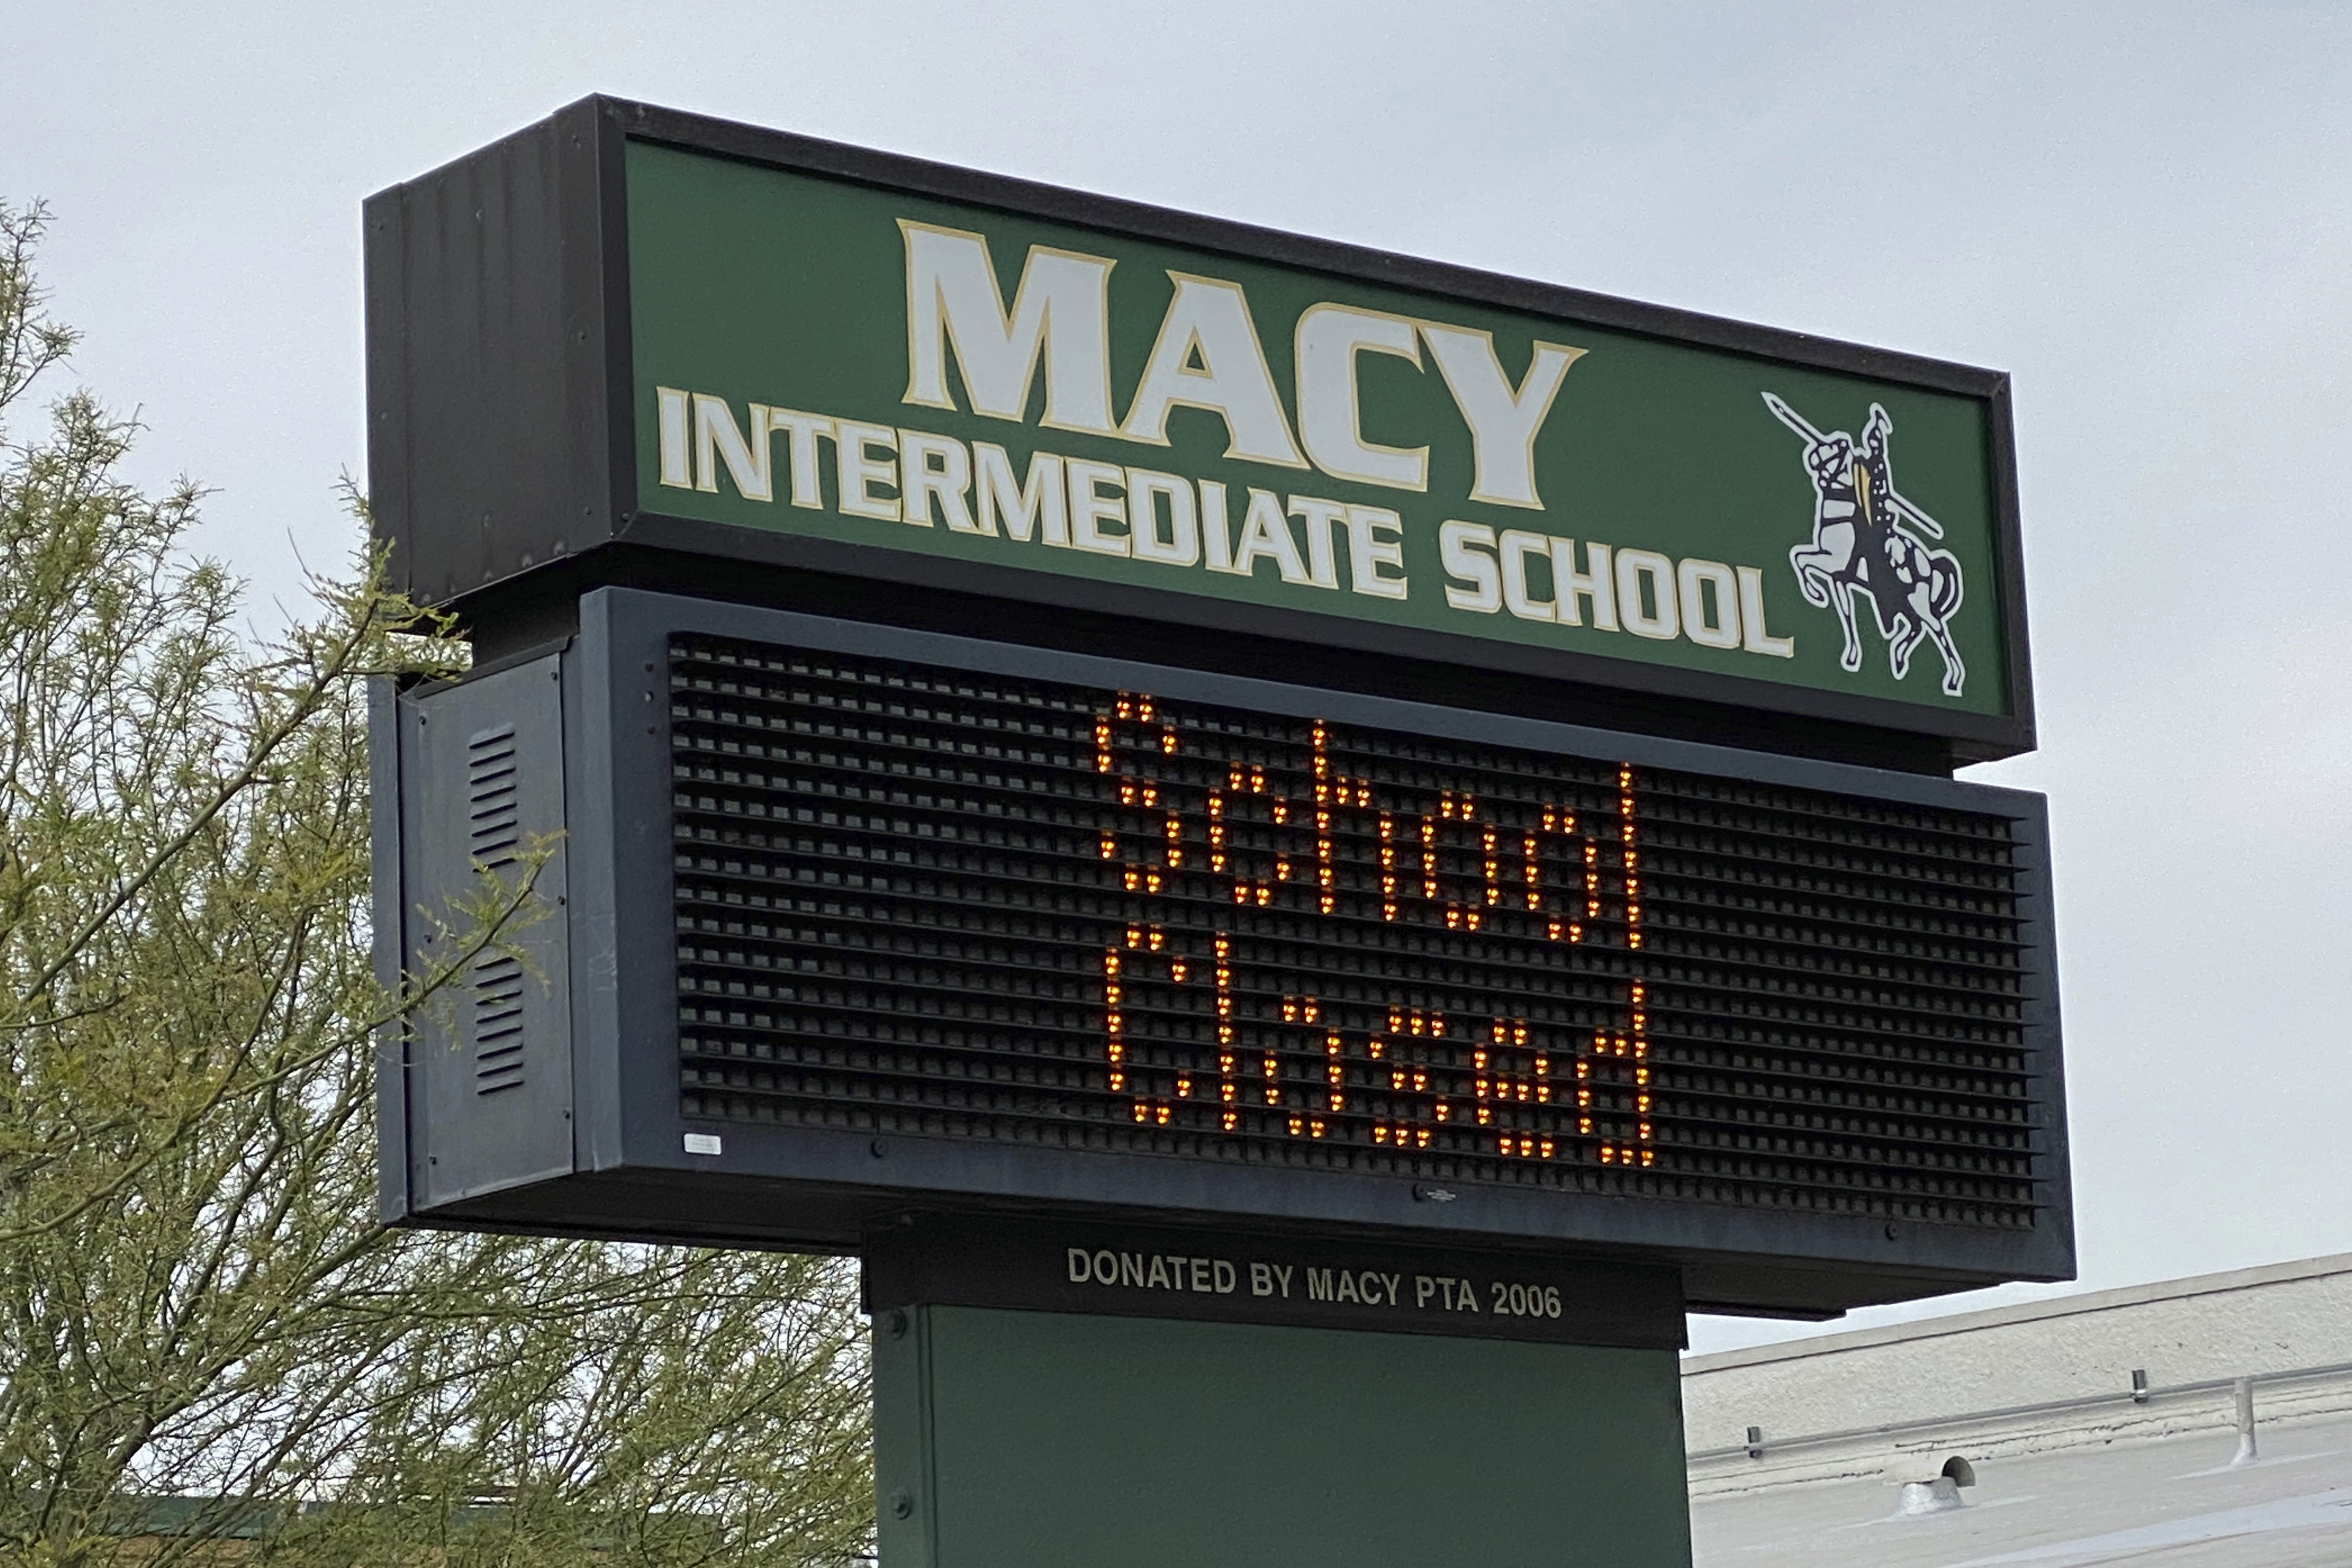 MACY
INTERMEDIATE SCHOOL
School
Closed
DONATED BY MACY PTA 2006